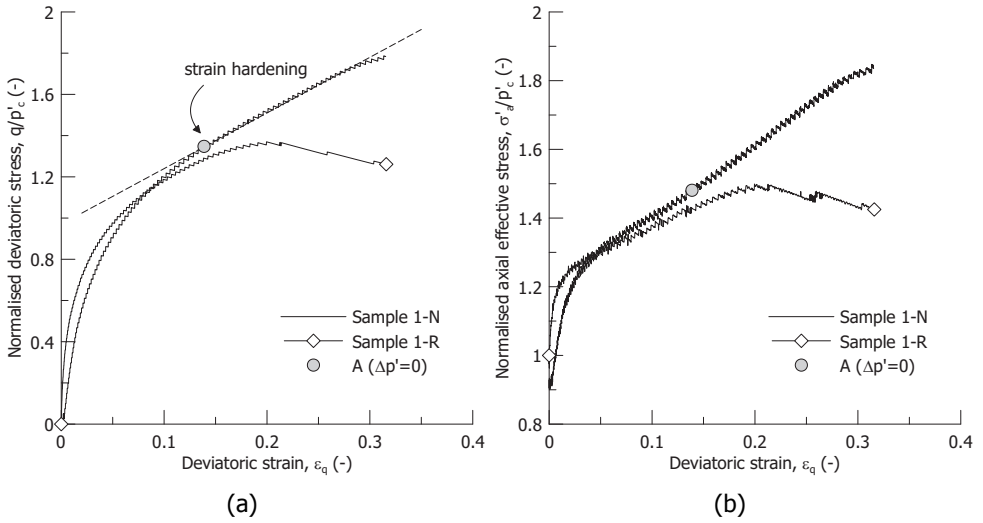 2
1.6
1.2
0.8
0.4
0
Normalised deviatoric stress, q/p'c (-)
strain hardening
Sample 1-N
Sample 1-R
A (Δp'=0)
0 0.1 0.2 0.3 0.4
Deviatoric strain, εq (-)
(a)
2
1.8
1.6
1.4
1.2
1
0.8
Normalised axial effective stress, σ'a/p'c (-)
Sample 1-N
Sample 1-R
A (Δp'=0)
0 0.1 0.2 0.3 0.4
Deviatoric strain, εq (-)
(b)